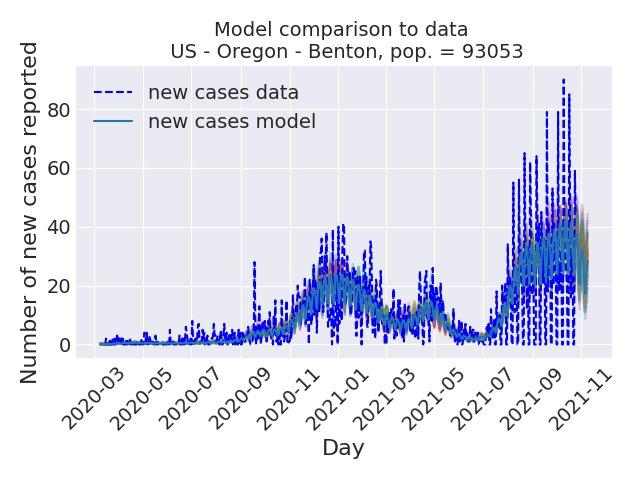 Model comparison to data
US - Oregon - Benton, pop. = 93053
Number of new cases reported
new cases data
new cases model
80
60
40
20
0
2020-03
2020-05
2020-07
2020-09
2020-11
2021-01
2021-03
2021-05
2021-07
2021-09
2021-11
Day